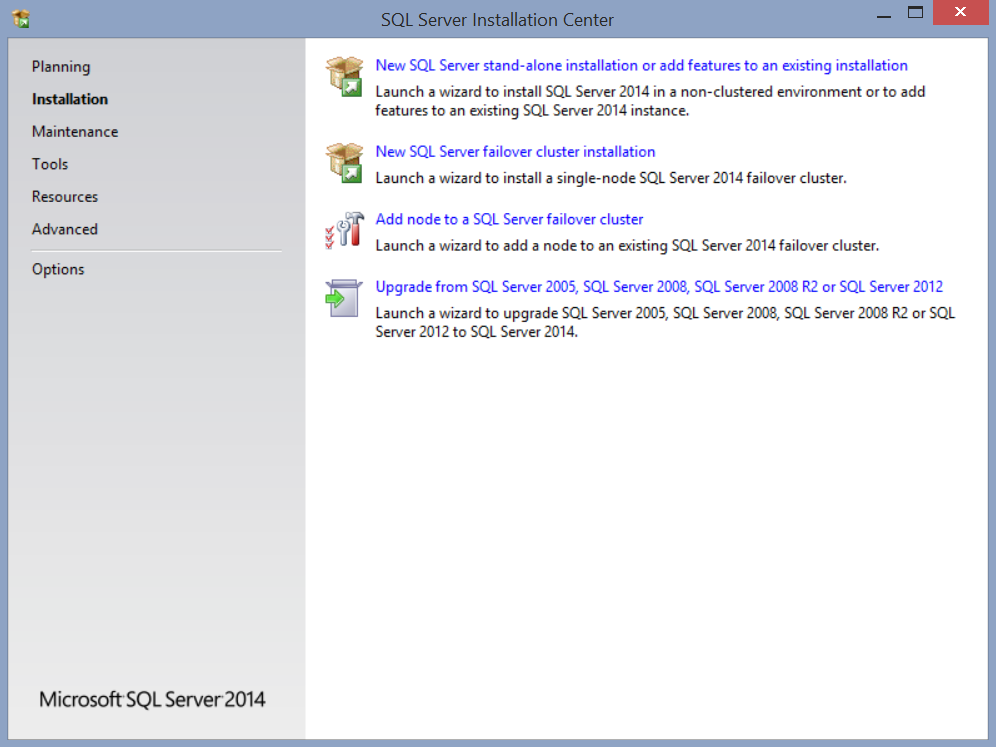 SQL Server Installation Center
Planning
Installation
Maintenance
Tools
Resources
Advanced
Options
Microsoft SQL Server 2014
New SQL Server stand-alone installation or add features to an existing installation
Launch a wizard to install SQL Server 2014 in a non-clustered environment or to add
features to an existing SQL Server 2014 instance.
New SQL Server failover cluster installation
Launch a wizard to install a single-node SQL Server 2014 failover cluster.
Add node to a SQL Server failover cluster
Launch a wizard to add a node to an existing SQL Server 2014 failover cluster.
Upgrade from SQL Server 2005, SQL Server 2008, SQL Server 2008 R2 or SQL Server 2012
Launch a wizard to upgrade SQL Server 2005, SQL Server 2008, SQL Server 2008 R2 or SQL
Server 2012 to SQL Server 2014.